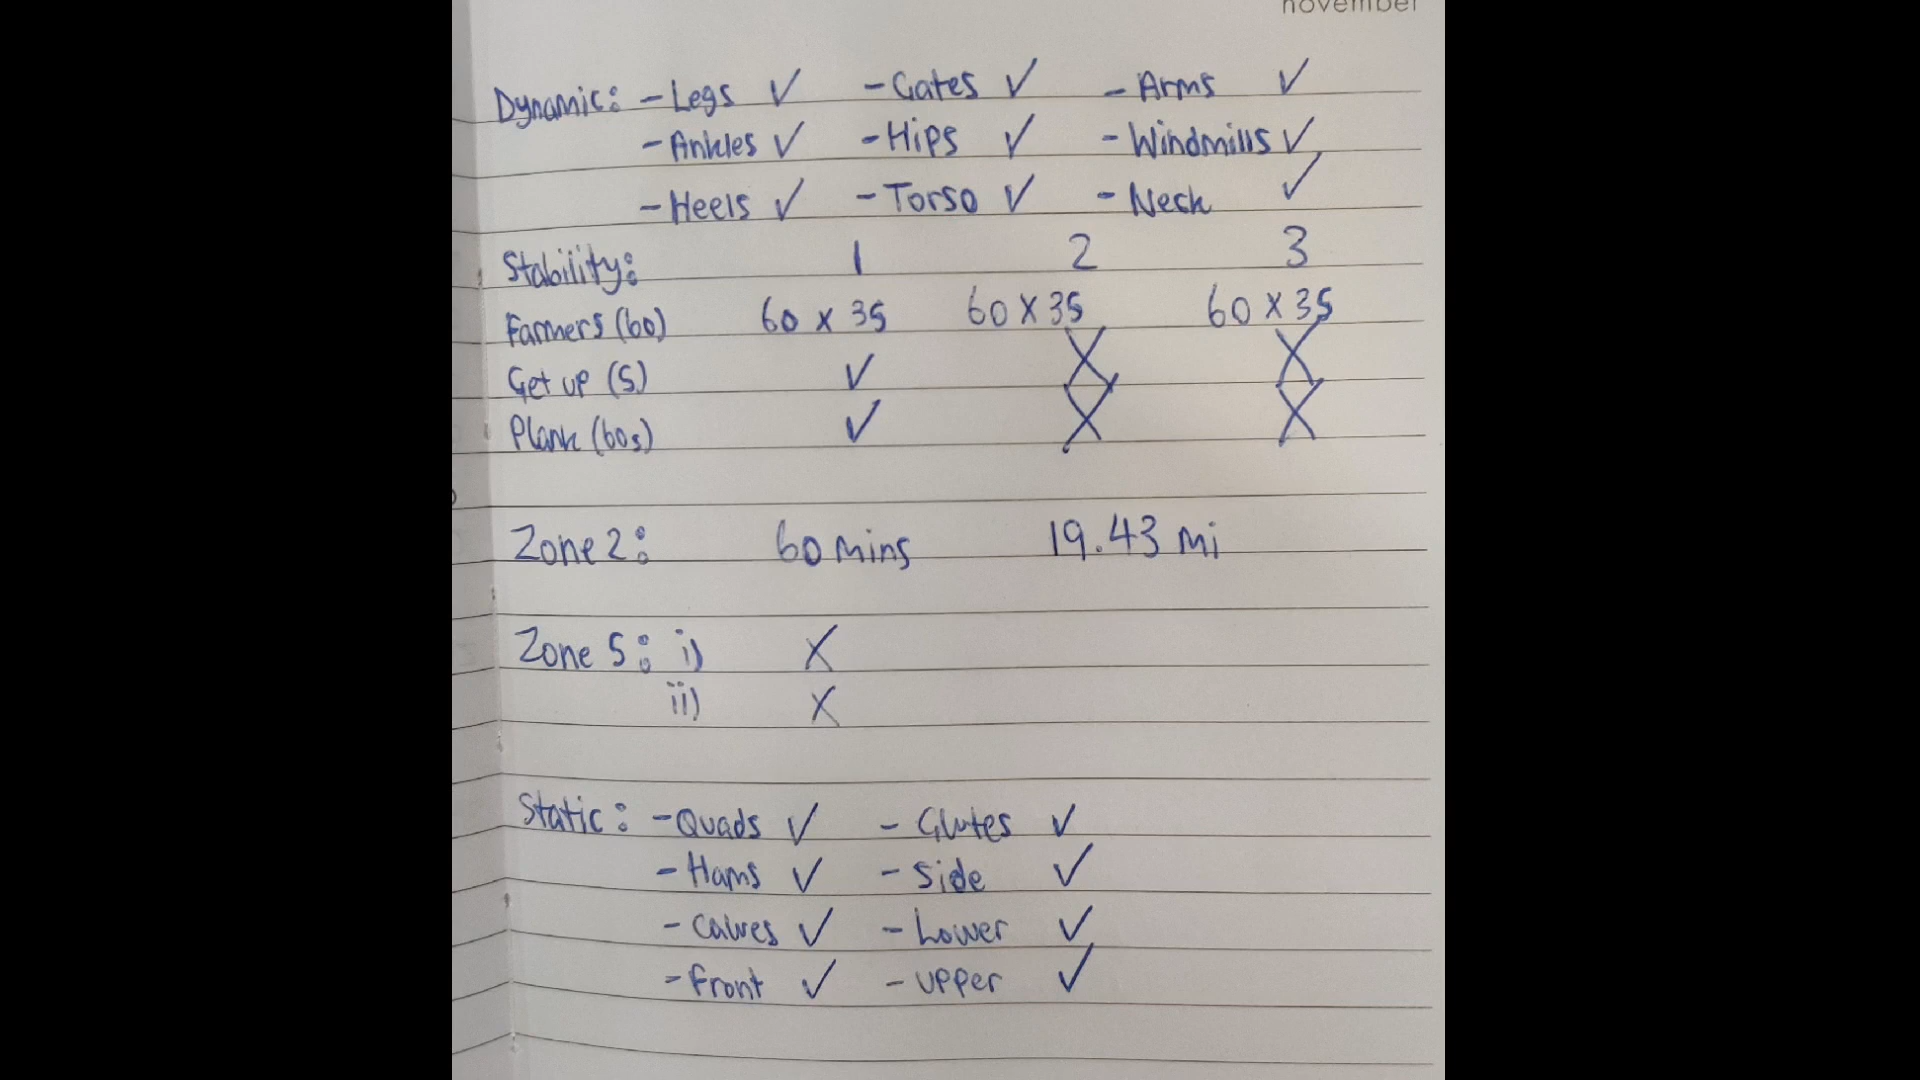 november
Dynamic: - Legs ✓ - Gates ✓ - Arms ✓
- Ankles ✓ - Hips ✓ - Windmills ✓
- Heels ✓ - Torso ✓ - Neck ✓
Stability: 1 2 3
Farmers (60) 60 x 35 60 x 35 60 x 35
Get up (5) ✓ X X
Plank (60s) ✓ X X
Zone 2: 60 mins 19.43 mi
Zone 5: i) X
ii) X
Static: - Quads ✓ - Glutes ✓
- Hams ✓ - Side ✓
- Calves ✓ - Lower ✓
- Front ✓ - Upper ✓